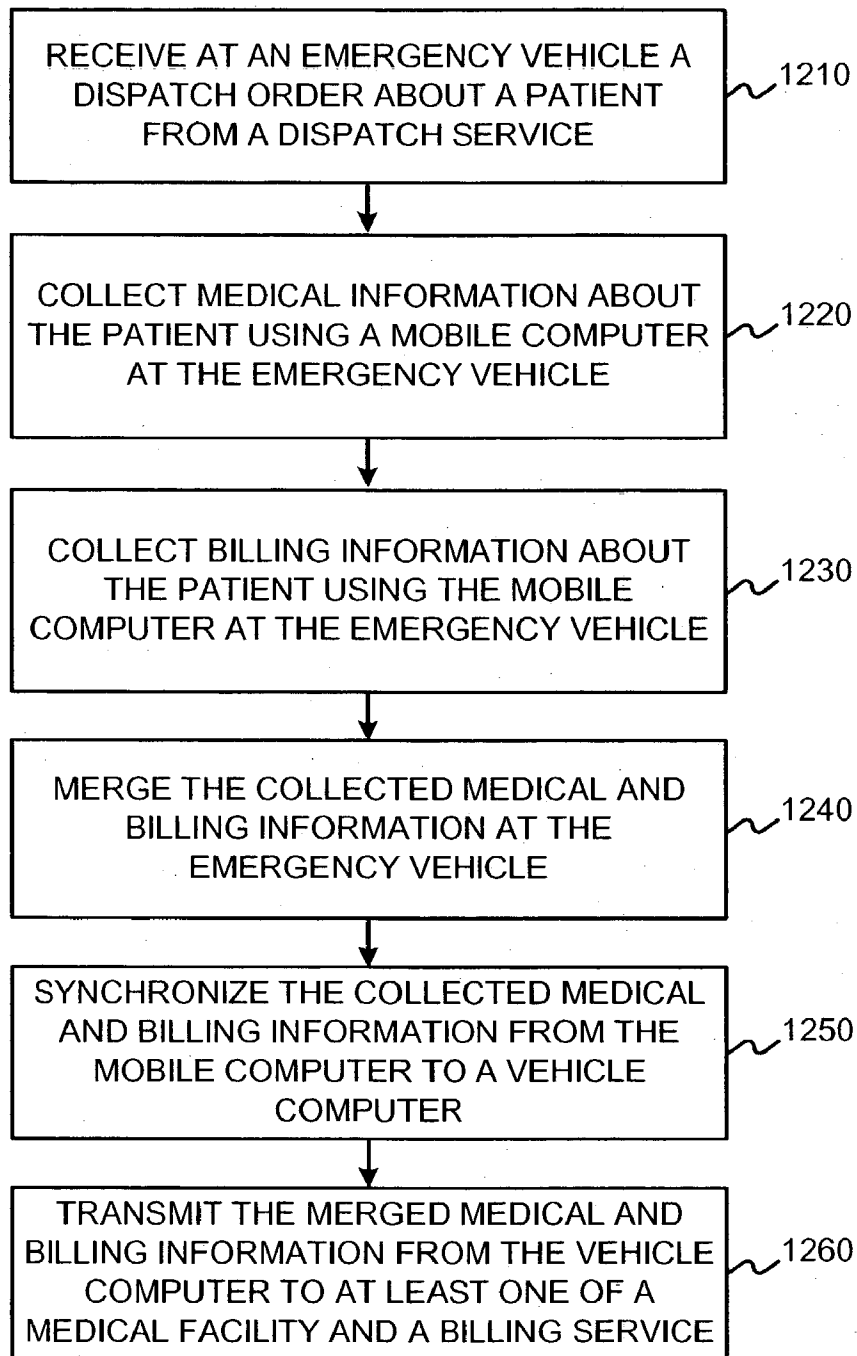 RECEIVE AT AN EMERGENCY VEHICLE A
DISPATCH ORDER ABOUT A PATIENT
FROM A DISPATCH SERVICE
1210
COLLECT MEDICAL INFORMATION ABOUT
THE PATIENT USING A MOBILE COMPUTER
AT THE EMERGENCY VEHICLE
1220
COLLECT BILLING INFORMATION ABOUT
THE PATIENT USING THE MOBILE
COMPUTER AT THE EMERGENCY VEHICLE
1230
MERGE THE COLLECTED MEDICAL AND
BILLING INFORMATION AT THE
EMERGENCY VEHICLE
1240
SYNCHRONIZE THE COLLECTED MEDICAL
AND BILLING INFORMATION FROM THE
MOBILE COMPUTER TO A VEHICLE
COMPUTER
1250
TRANSMIT THE MERGED MEDICAL AND
BILLING INFORMATION FROM THE VEHICLE
COMPUTER TO AT LEAST ONE OF A
MEDICAL FACILITY AND A BILLING SERVICE
1260